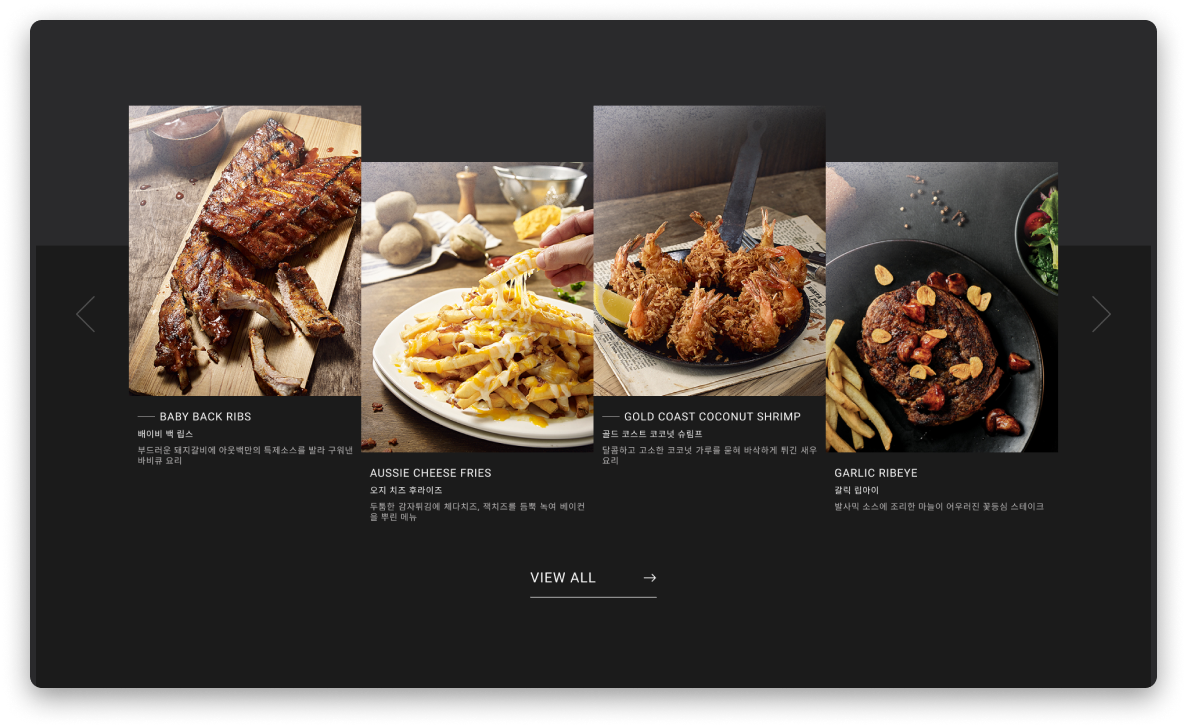 BABY BACK RIBS
배이비 백 립스
부드러운 돼지갈비에 아웃백만의 특제소스를 발라 구워낸
바비큐 요리
AUSSIE CHEESE FRIES
오지 치즈 후라이즈
두툼한 감자튀김에 체다치즈, 잭치즈를 듬뿍 녹여 베이컨
을 뿌린 메뉴
GOLD COAST COCONUT SHRIMP
골드 코스트 코코넛 슈림프
달콤하고 고소한 코코넛 가루를 묻혀 바삭하게 튀긴 새우
요리
GARLIC RIBEYE
갈릭 립아이
발사믹 소스에 조리한 마늘이 어우러진 꽃등심 스테이크
VIEW ALL